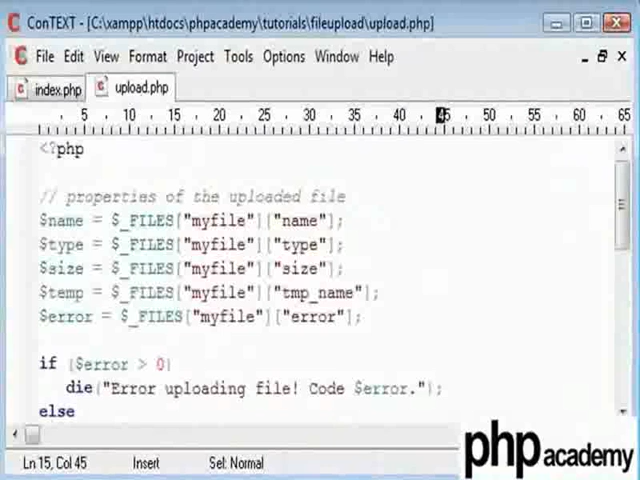 ConTEXT - [C:\xampp\htdocs\phpacademy\tutorials\fileupload\upload.php]
File Edit View Format Project Tools Options Window Help
index.php upload.php
5 10 15 20 25 30 35 40 45 50 55 60 65
<?php
// properties of the uploaded file
$name = $_FILES["myfile"]["name"];
$type = $_FILES["myfile"]["type"];
$size = $_FILES["myfile"]["size"];
$temp = $_FILES["myfile"]["tmp_name"];
$error = $_FILES["myfile"]["error"];
if ($error > 0)
die("Error uploading file! Code $error.");
else
Ln 15, Col 45 Insert Sel: Normal
php academy